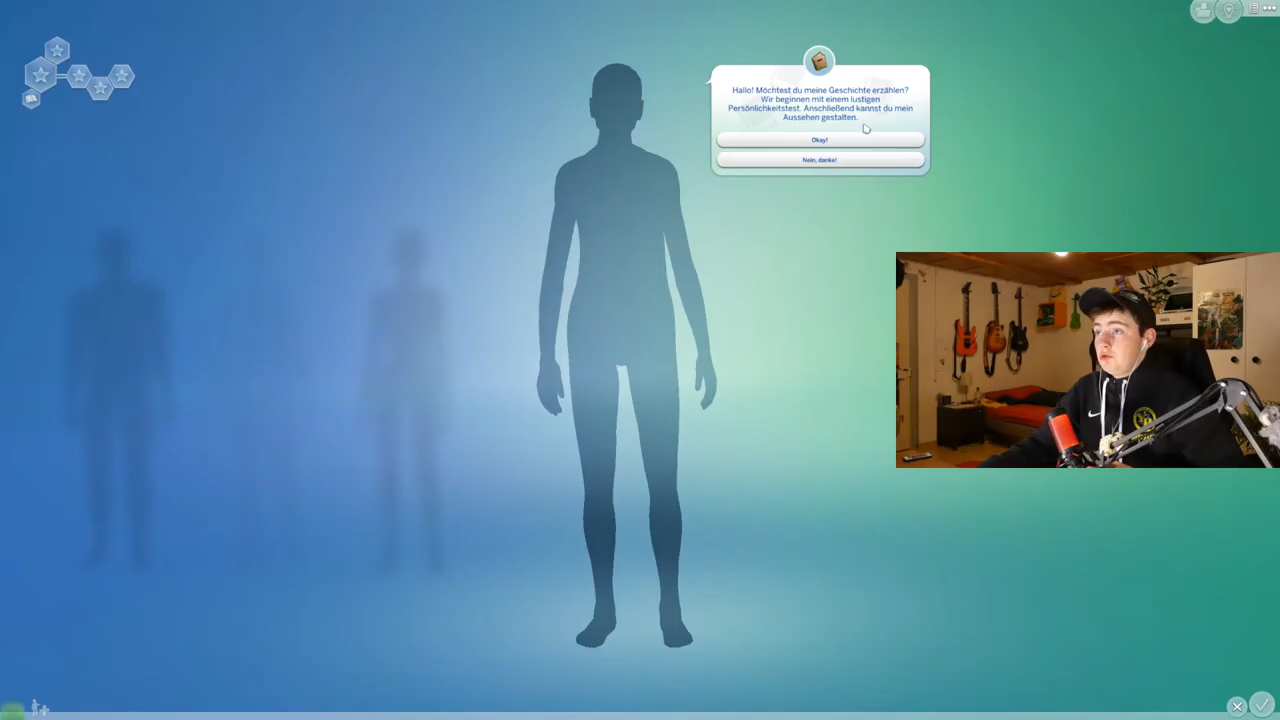 Hallo! Möchtest du meine Geschichte erzählen?
Wir beginnen mit einem lustigen
Persönlichkeitstest. Anschließend kannst du mein
Aussehen gestalten.
Okay!
Nein, danke!